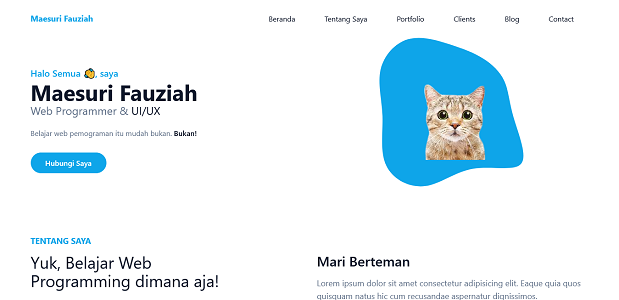 Maesuri Fauziah
Beranda Tentang Saya Portfolio Clients Blog Contact
Halo Semua 👋, saya
Maesuri Fauziah
Web Programmer & UI/UX
Belajar web pemograman itu mudah bukan. Bukan!
Hubungi Saya
TENTANG SAYA
Yuk, Belajar Web
Programming dimana aja!
Mari Berteman
Lorem ipsum dolor sit amet consectetur adipisicing elit. Eaque quia quos
quisquam natus hic cum recusandae aspernatur dignissimos.